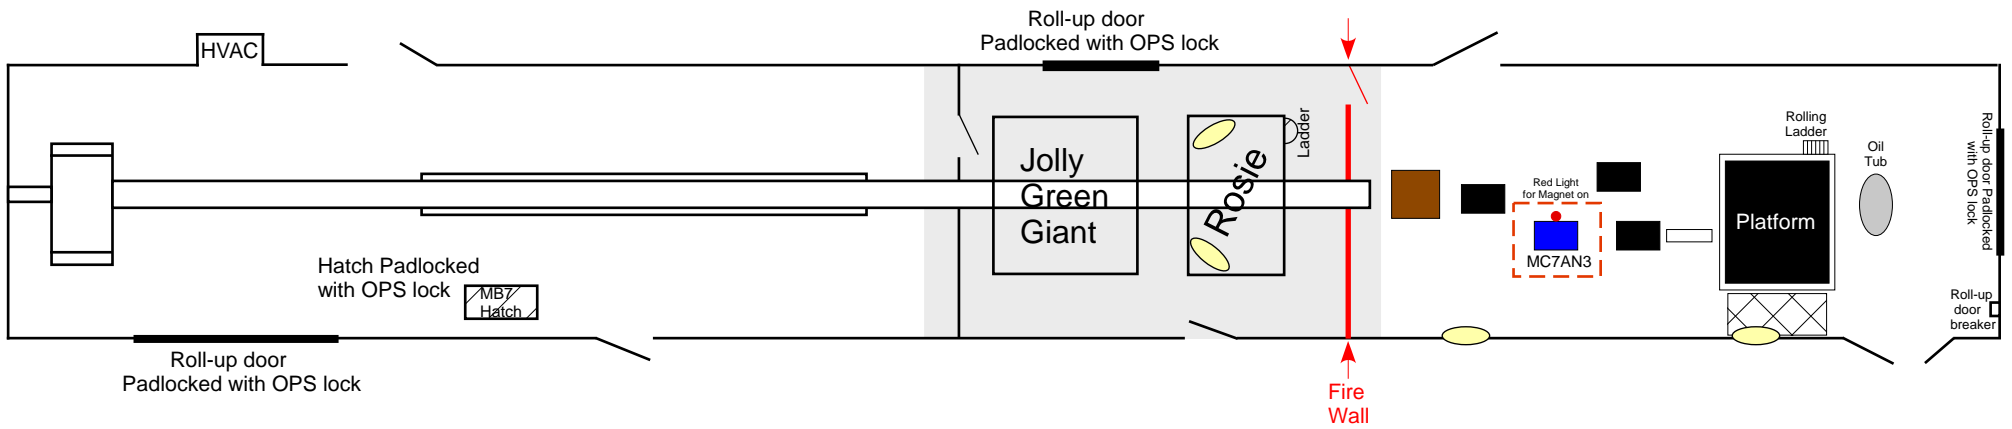 HVAC
Roll-up door
Padlocked with OPS lock
Jolly
Green
Giant
Rosie
Ladder
Hatch Padlocked
with OPS lock
MB7
Hatch
Roll-up door
Padlocked with OPS lock
Fire
Wall
Red Light
for Magnet on
MC7AN3
Rolling
Ladder
Platform
Oil
Tub
Roll-up door Padlocked
with OPS lock
Roll-up
door
breaker